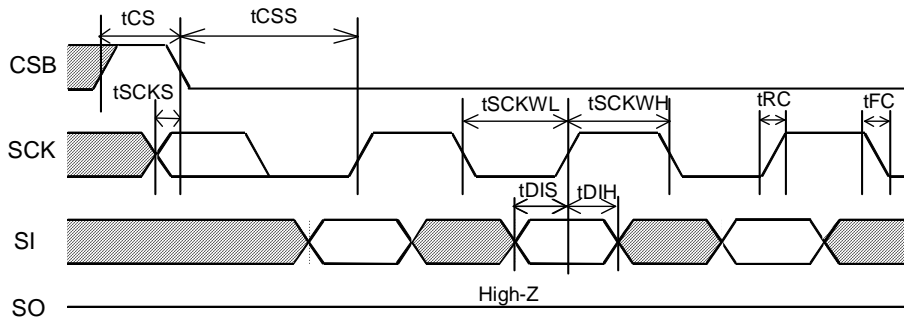 tCS tCSS
CSB
tSCKS tSCKWL tSCKWH tRC tFC
SCK
tDIS tDIH
SI
High-Z
SO